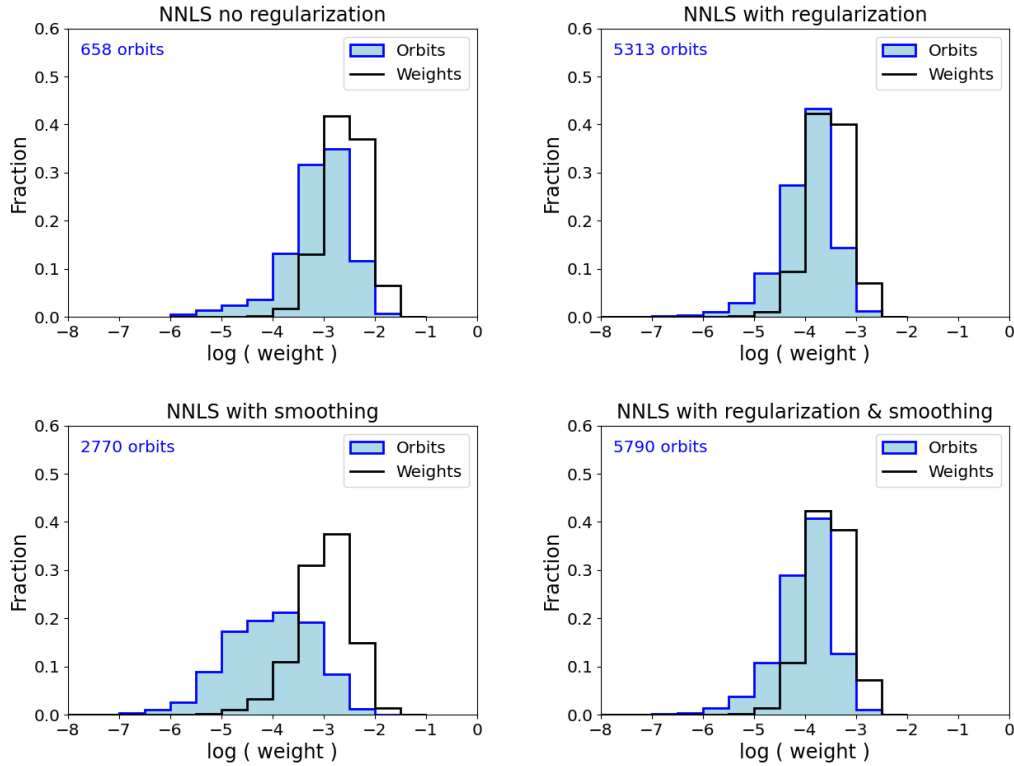 NNLS no regularization
658 orbits
Orbits
Weights
Fraction
0.6
0.5
0.4
0.3
0.2
0.1
0.0
−8 −7 −6 −5 −4 −3 −2 −1 0
log ( weight )
NNLS with regularization
5313 orbits
Orbits
Weights
Fraction
0.6
0.5
0.4
0.3
0.2
0.1
0.0
−8 −7 −6 −5 −4 −3 −2 −1 0
log ( weight )
NNLS with smoothing
2770 orbits
Orbits
Weights
Fraction
0.6
0.5
0.4
0.3
0.2
0.1
0.0
−8 −7 −6 −5 −4 −3 −2 −1 0
log ( weight )
NNLS with regularization & smoothing
5790 orbits
Orbits
Weights
Fraction
0.6
0.5
0.4
0.3
0.2
0.1
0.0
−8 −7 −6 −5 −4 −3 −2 −1 0
log ( weight )